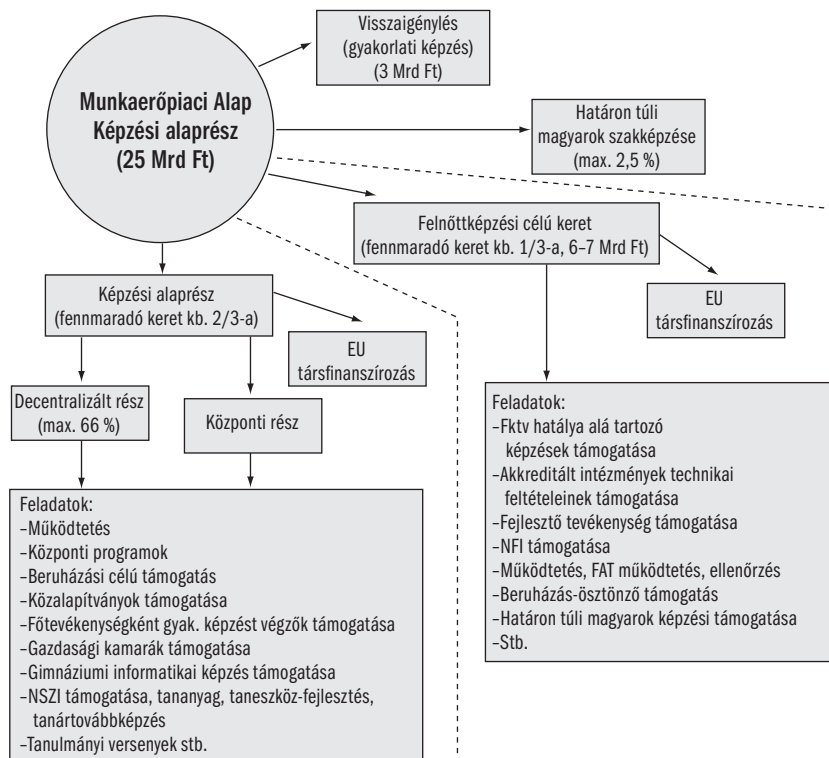 Visszaigénylés
(gyakorlati képzés)
(3 Mrd Ft)
Munkaerőpiaci Alap
Képzési alaprész
(25 Mrd Ft)
Határon túli
magyarok szakképzése
(max. 2,5 %)
Felnőttképzési célú keret
(fennmaradó keret kb. 1/3-a, 6–7 Mrd Ft)
Képzési alaprész
(fennmaradó keret kb. 2/3-a)
EU
társfinanszírozás
EU
társfinanszírozás
Decentralizált rész
(max. 66 %)
Központi rész
Feladatok:
–Működtetés
–Központi programok
–Beruházási célú támogatás
–Közalapítványok támogatása
–Főtevékenységként gyak. képzést végzők támogatása
–Gazdasági kamarák támogatása
–Gimnáziumi informatikai képzés támogatása
–NSZI támogatása, tananyag, taneszköz-fejlesztés,
tanártovábbképzés
–Tanulmányi versenyek stb.
Feladatok:
–Fktv hatálya alá tartozó
képzések támogatása
–Akkreditált intézmények technikai
feltételeinek támogatása
–Fejlesztő tevékenység támogatása
–NFI támogatása
–Működtetés, FAT működtetés, ellenőrzés
–Beruházás-ösztönző támogatás
–Határon túli magyarok képzési támogatása
–Stb.